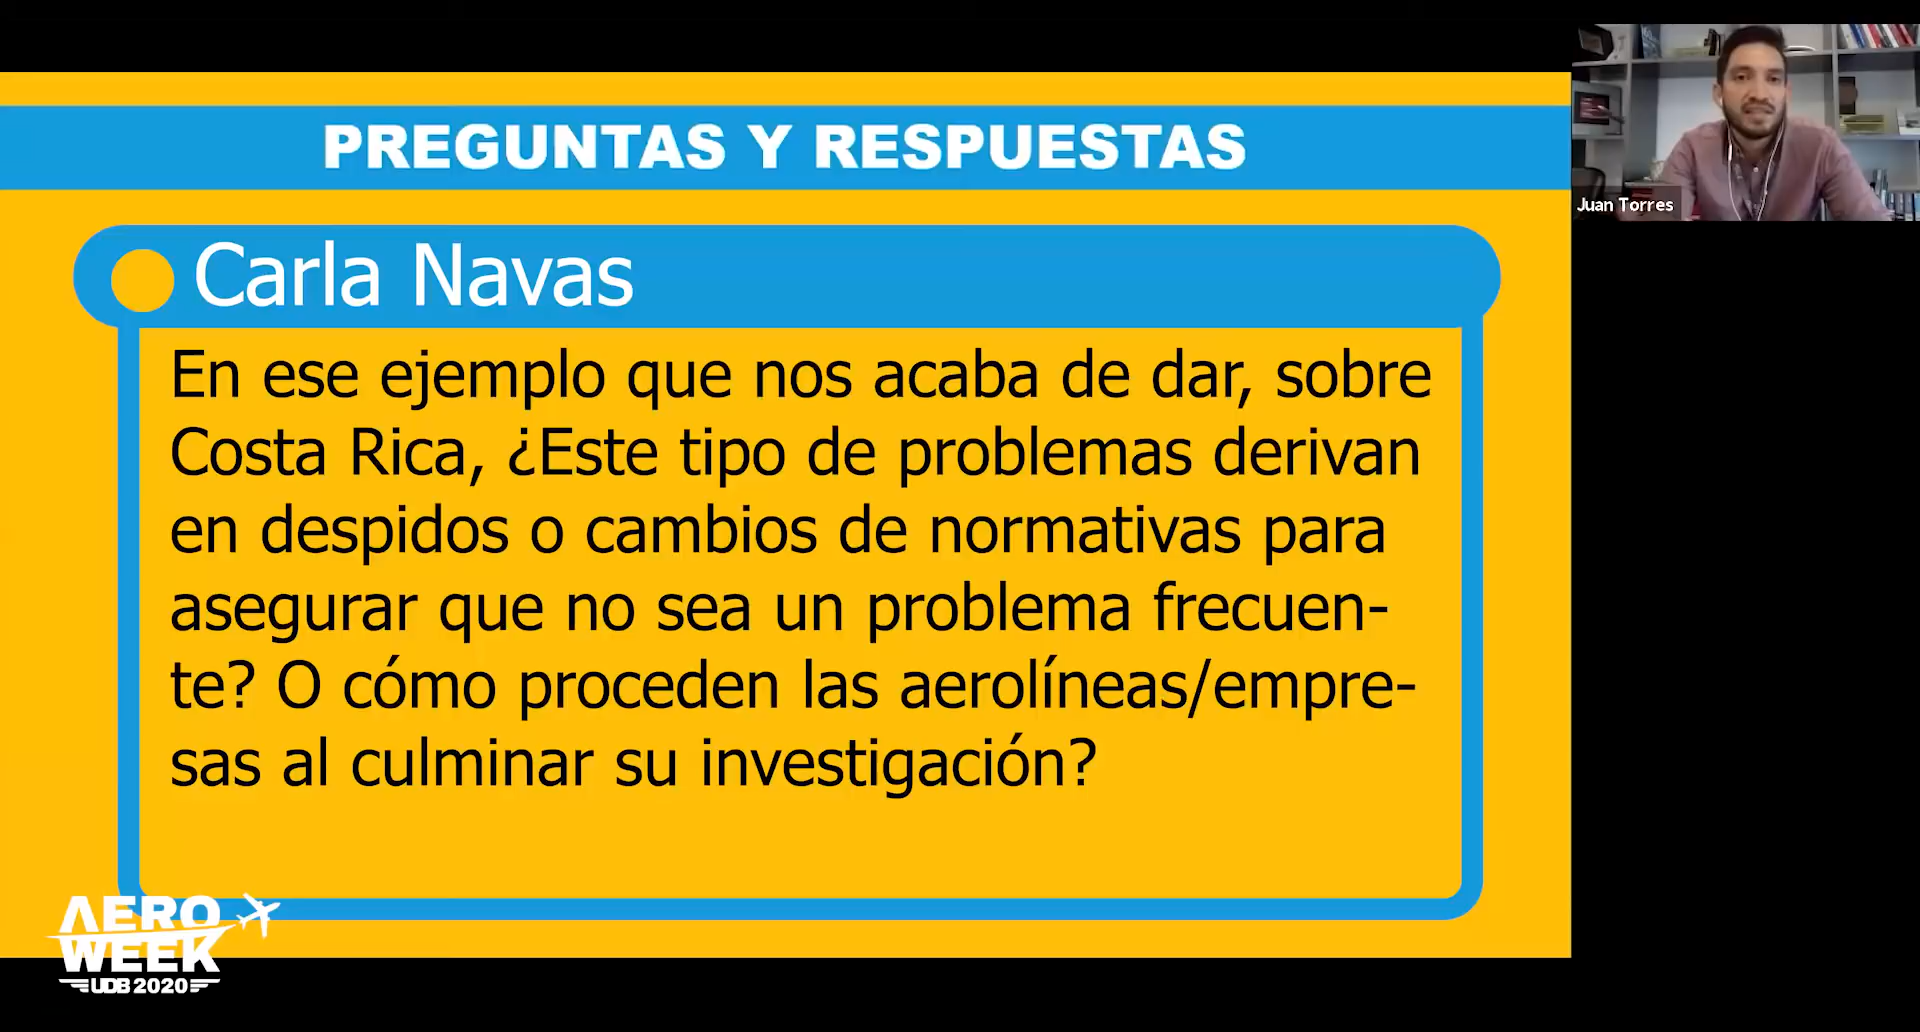 PREGUNTAS Y RESPUESTAS
Juan Torres
Carla Navas
En ese ejemplo que nos acaba de dar, sobre
Costa Rica, ¿Este tipo de problemas derivan
en despidos o cambios de normativas para
asegurar que no sea un problema frecuen-
te? O cómo proceden las aerolíneas/empre-
sas al culminar su investigación?
AERO
WEEK
UDB 2020